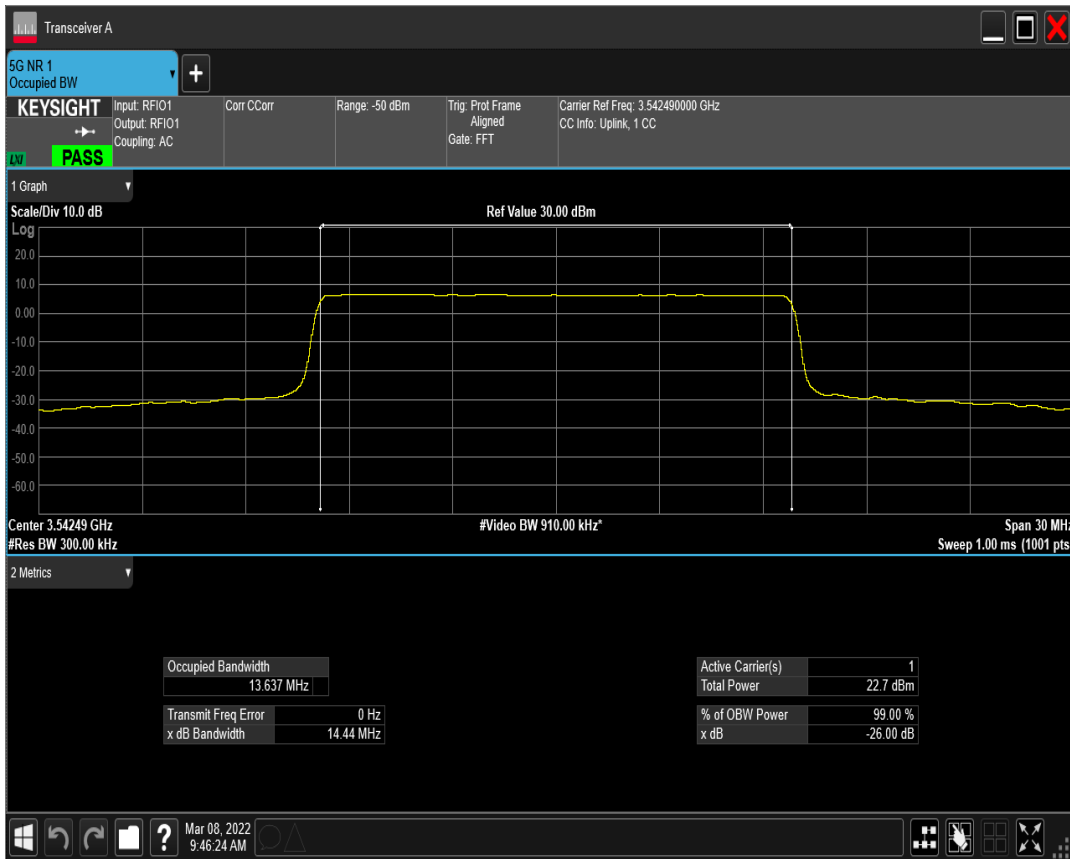 Transceiver A
5G NR 1
Occupied BW
+
KEYSIGHT
LXI
PASS
Input: RFIO1
Output: RFIO1
Coupling: AC
Corr CCorr
Range: -50 dBm
Trig: Prot Frame
Aligned
Gate: FFT
Carrier Ref Freq: 3.542490000 GHz
CC Info: Uplink, 1 CC
1 Graph
Scale/Div 10.0 dB
Ref Value 30.00 dBm
Log
20.0
10.0
0.00
-10.0
-20.0
-30.0
-40.0
-50.0
-60.0
Center 3.54249 GHz
#Video BW 910.00 kHz*
Span 30 MHz
#Res BW 300.00 kHz
Sweep 1.00 ms (1001 pts
2 Metrics
Occupied Bandwidth
13.637 MHz
Transmit Freq Error 0 Hz
x dB Bandwidth 14.44 MHz
Active Carrier(s) 1
Total Power 22.7 dBm
% of OBW Power 99.00 %
x dB -26.00 dB
?
Mar 08, 2022
9:46:24 AM